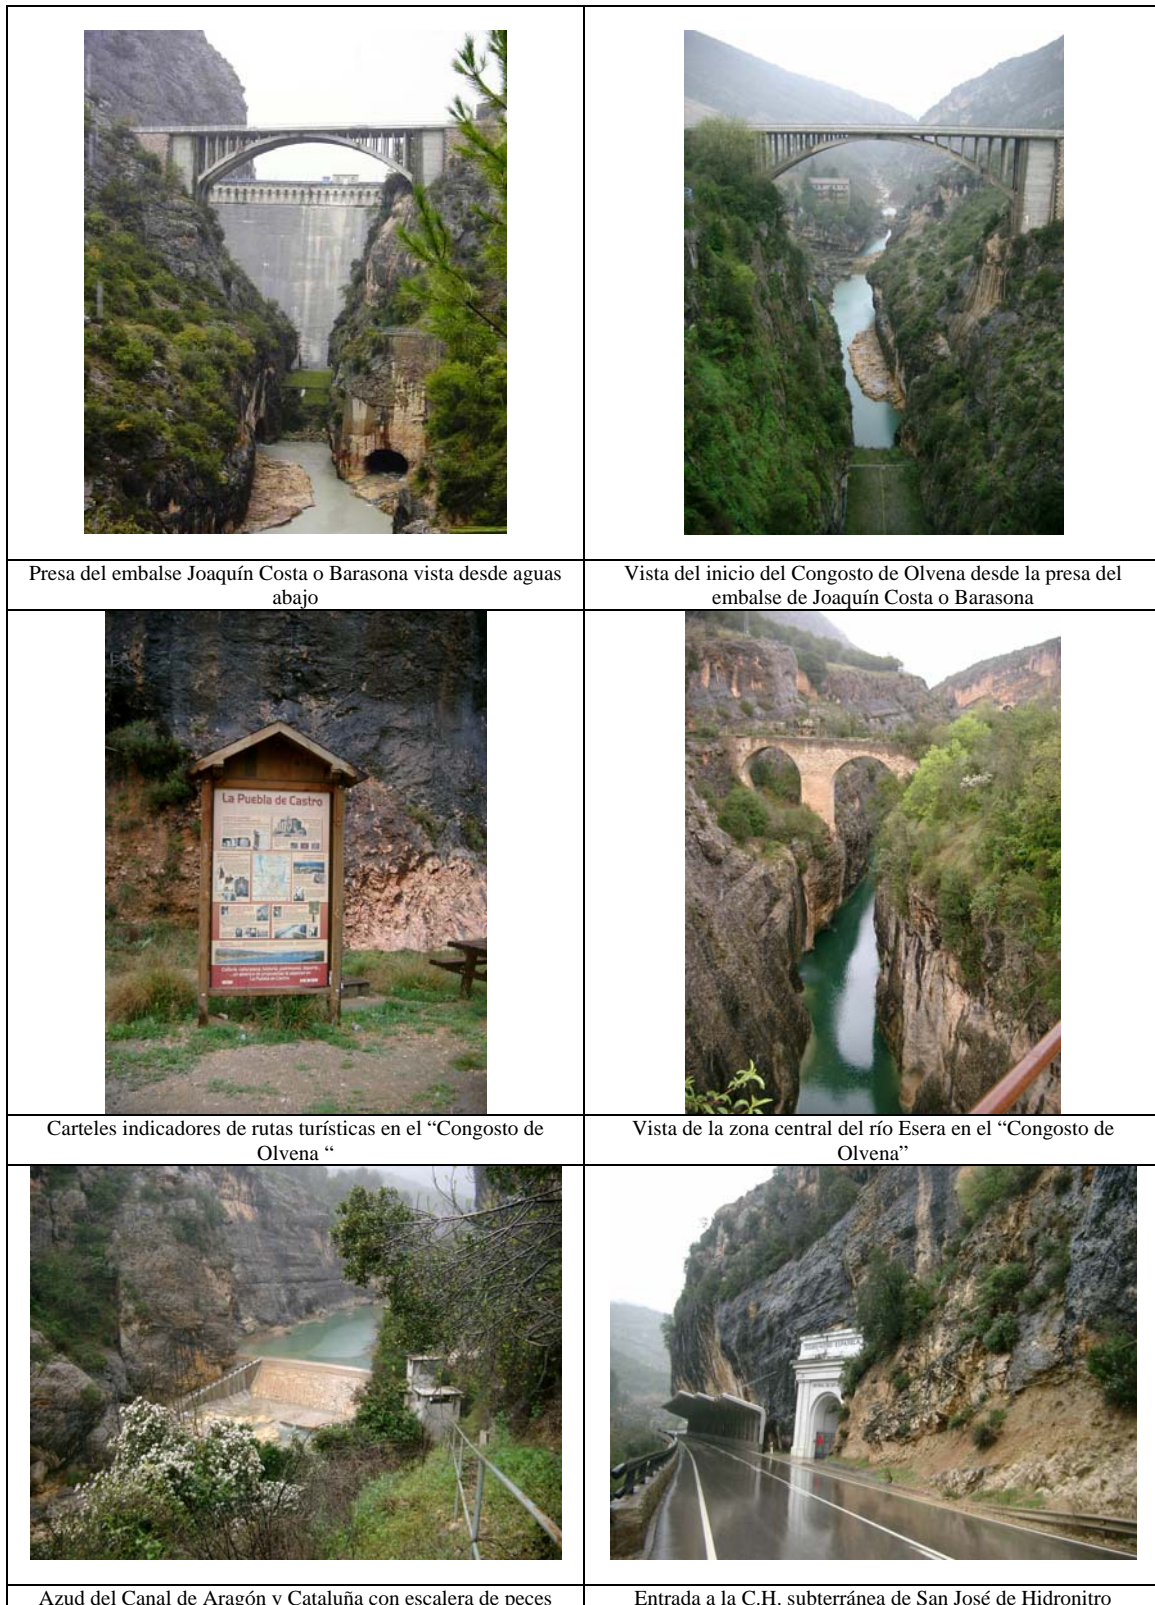 Presa del embalse Joaquín Costa o Barasona vista desde aguas
abajo
Vista del inicio del Congosto de Olvena desde la presa del
embalse de Joaquín Costa o Barasona
La Puebla de Castro
Carteles indicadores de rutas turísticas en el “Congosto de
Olvena “
Vista de la zona central del río Esera en el “Congosto de
Olvena”
Azud del Canal de Aragón y Cataluña con escalera de peces
Entrada a la C.H. subterránea de San José de Hidronitro